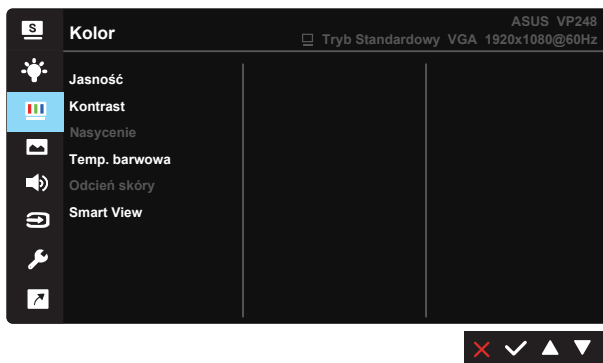 S
Kolor
ASUS VP248
Tryb Standardowy VGA 1920x1080@60Hz
Jasność
Kontrast
Nasycenie
Temp. barwowa
Odcień skóry
Smart View